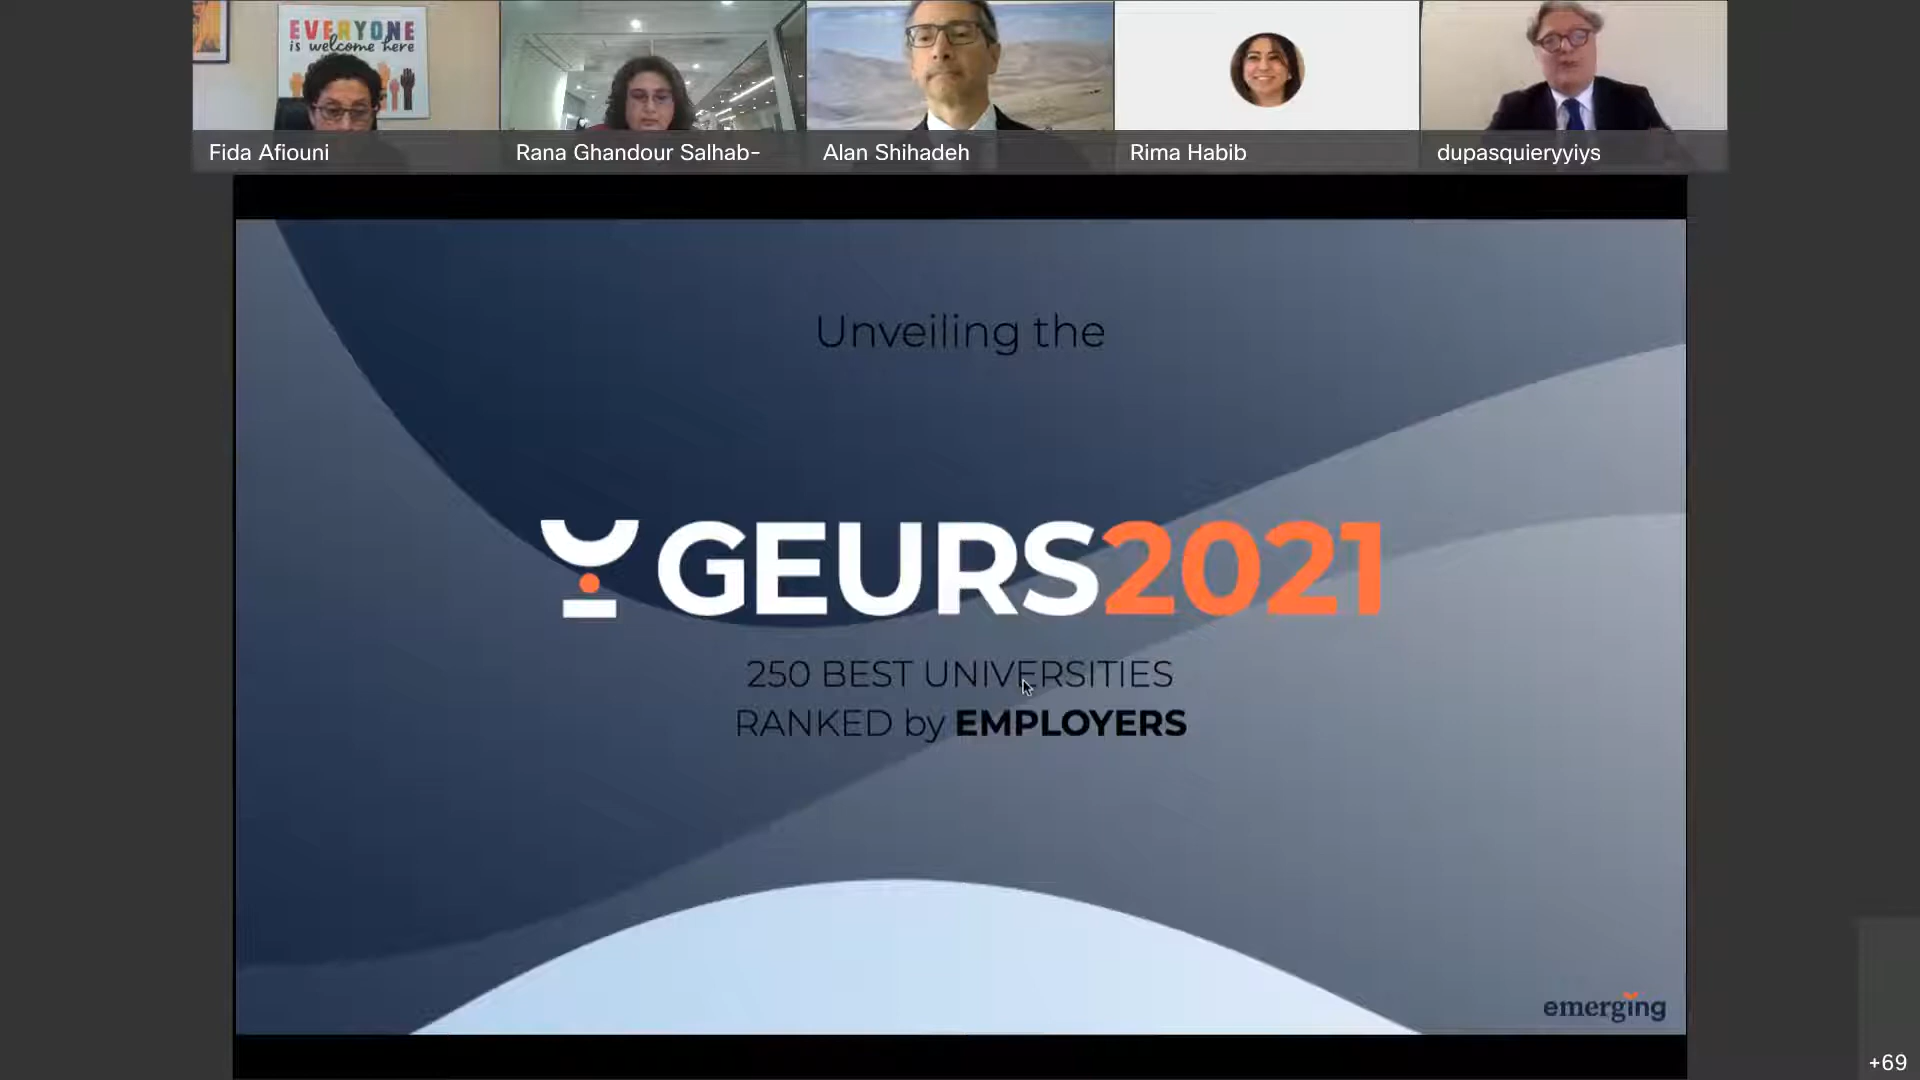 EVERYONE
is welcome here
Fida Afiouni
Rana Ghandour Salhab-
Alan Shihadeh
Rima Habib
dupasquieryyiys
Unveiling the
GEURS2021
250 BEST UNIVERSITIES
RANKED by EMPLOYERS
emerging
+69